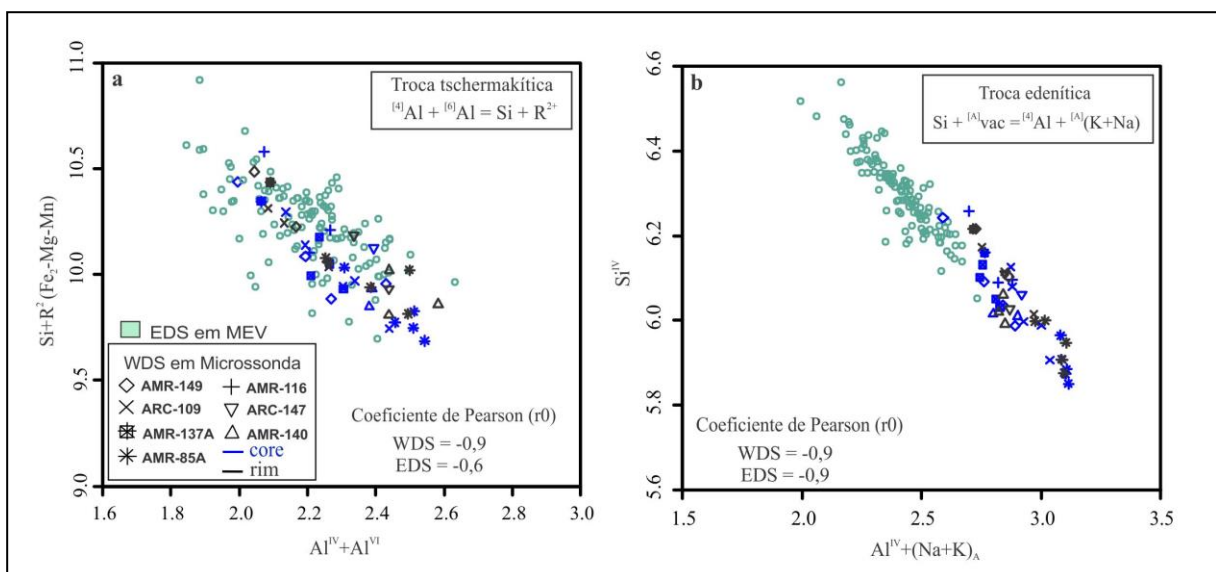 a
Troca tschermakítica
[4]Al + [6]Al = Si + R2+
Si+R2 (Fe2-Mg-Mn)
11.0
10.5
10.0
9.5
9.0
EDS em MEV
WDS em Microssonda
AMR-149
AMR-116
ARC-109
ARC-147
AMR-137A
AMR-140
AMR-85A
core
rim
Coeficiente de Pearson (r0)
WDS = -0,9
EDS = -0,6
1.6 1.8 2.0 2.2 2.4 2.6 2.8 3.0
AlIV+AlVI
b
Troca edenítica
Si + [A]vac = [4]Al + [A](K+Na)
SiIV
6.6
6.4
6.2
6.0
5.8
5.6
Coeficiente de Pearson (r0)
WDS = -0,9
EDS = -0,9
1.5 2.0 2.5 3.0 3.5
AlIV+(Na+K)A